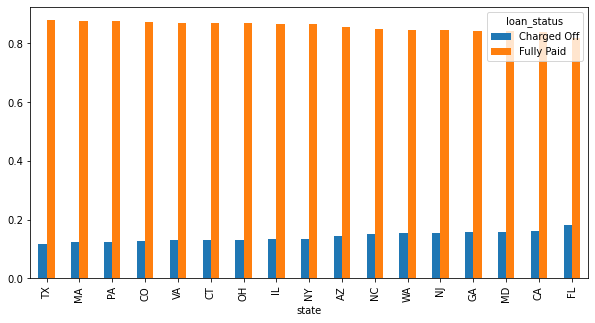 loan_status
Charged Off
Fully Paid
0.8
0.6
0.4
0.2
0.0
TX MA PA CO VA CT OH IL NY AZ NC WA NJ GA MD CA FL
state